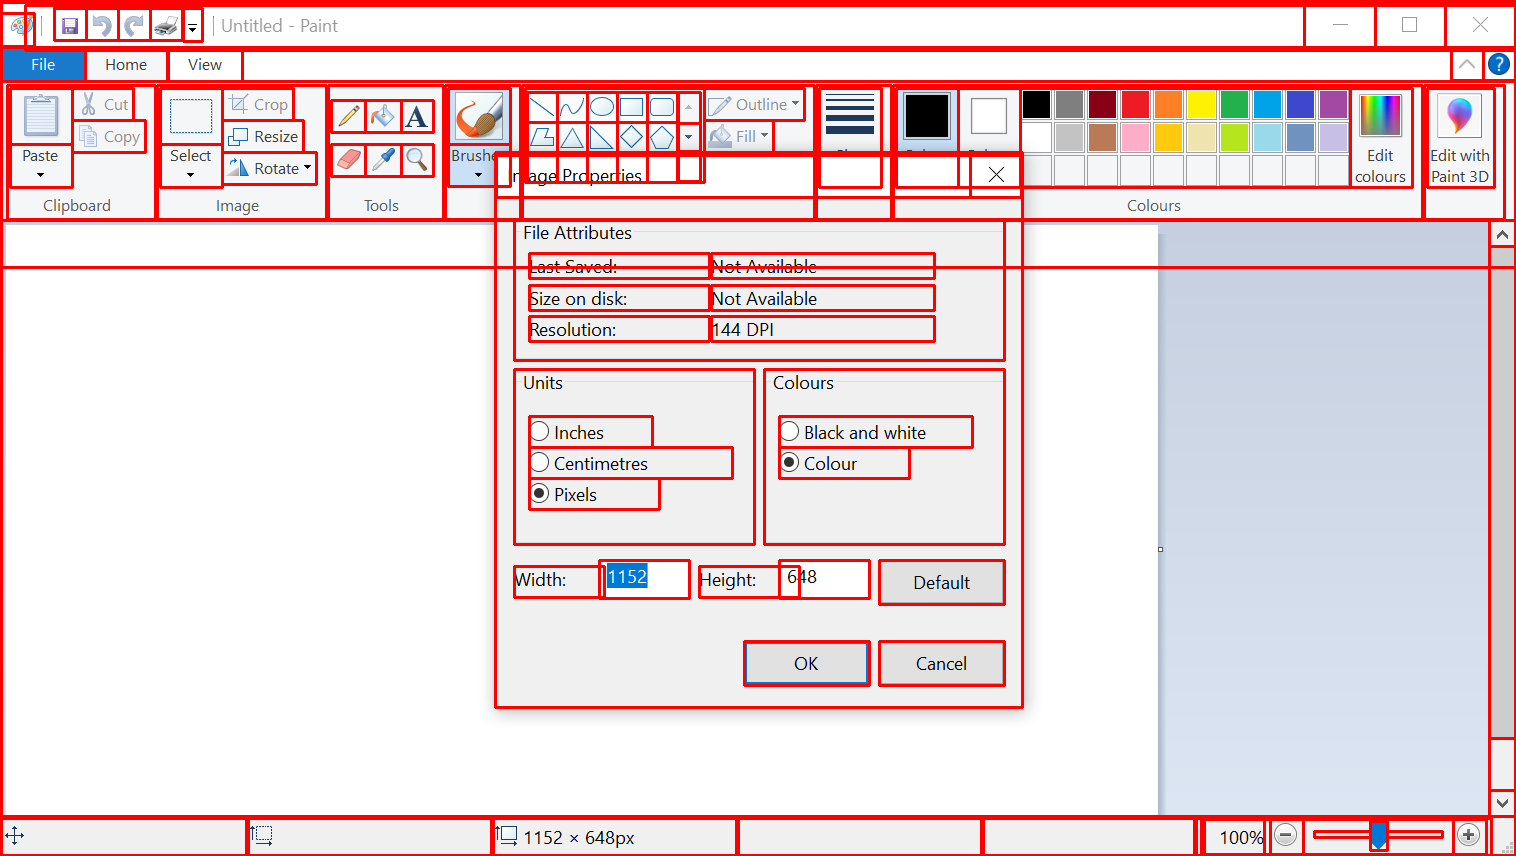 Untitled - Paint
File Home View
Cut
Copy
Paste
Clipboard
Crop
Resize
Rotate
Select
Image
A
Tools
Outline
Fill
Edit
colours
Colours
Edit with
Paint 3D
Properties
File Attributes
Last Saved: Not Available
Size on disk: Not Available
Resolution: 144 DPI
Units
Inches
Centimetres
Pixels
Colours
Black and white
Colour
Width: 1152 Height: 648 Default
OK Cancel
1152 × 648px
100%